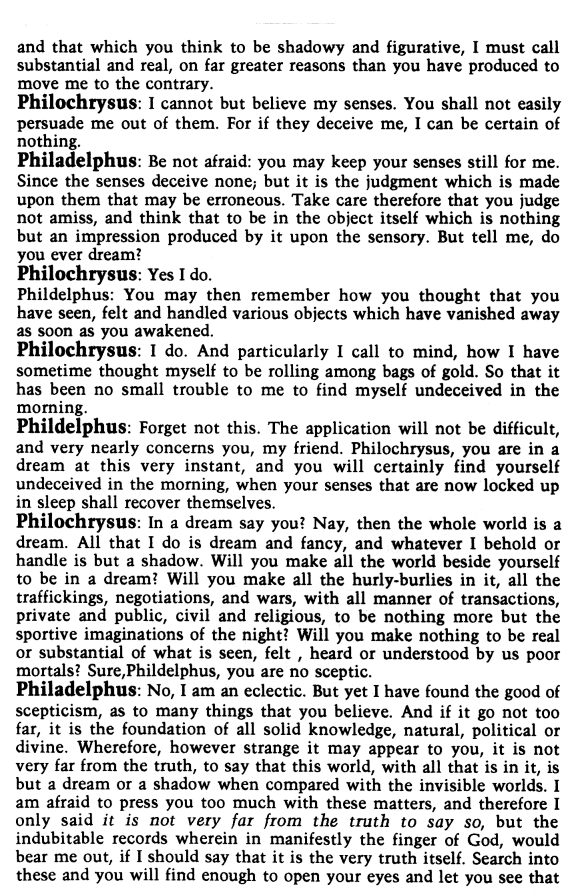 and that which you think to be shadowy and figurative, I must call
substantial and real, on far greater reasons than you have produced to
move me to the contrary.
Philochrysus: I cannot but believe my senses. You shall not easily
persuade me out of them. For if they deceive me, I can be certain of
nothing.
Philadelphus: Be not afraid: you may keep your senses still for me.
Since the senses deceive none; but it is the judgment which is made
upon them that may be erroneous. Take care therefore that you judge
not amiss, and think that to be in the object itself which is nothing
but an impression produced by it upon the sensory. But tell me, do
you ever dream?
Philochrysus: Yes I do.
Phildelphus: You may then remember how you thought that you
have seen, felt and handled various objects which have vanished away
as soon as you awakened.
Philochrysus: I do. And particularly I call to mind, how I have
sometime thought myself to be rolling among bags of gold. So that it
has been no small trouble to me to find myself undeceived in the
morning.
Phildelphus: Forget not this. The application will not be difficult,
and very nearly concerns you, my friend. Philochrysus, you are in a
dream at this very instant, and you will certainly find yourself
undeceived in the morning, when your senses that are now locked up
in sleep shall recover themselves.
Philochrysus: In a dream say you? Nay, then the whole world is a
dream. All that I do is dream and fancy, and whatever I behold or
handle is but a shadow. Will you make all the world beside yourself
to be in a dream? Will you make all the hurly-burlies in it, all the
traffickings, negotiations, and wars, with all manner of transactions,
private and public, civil and religious, to be nothing more but the
sportive imaginations of the night? Will you make nothing to be real
or substantial of what is seen, felt , heard or understood by us poor
mortals? Sure,Phildelphus, you are no sceptic.
Philadelphus: No, I am an eclectic. But yet I have found the good of
scepticism, as to many things that you believe. And if it go not too
far, it is the foundation of all solid knowledge, natural, political or
divine. Wherefore, however strange it may appear to you, it is not
very far from the truth, to say that this world, with all that is in it, is
but a dream or a shadow when compared with the invisible worlds. I
am afraid to press you too much with these matters, and therefore I
only said it is not very far from the truth to say so, but the
indubitable records wherein in manifestly the finger of God, would
bear me out, if I should say that it is the very truth itself. Search into
these and you will find enough to open your eyes and let you see that